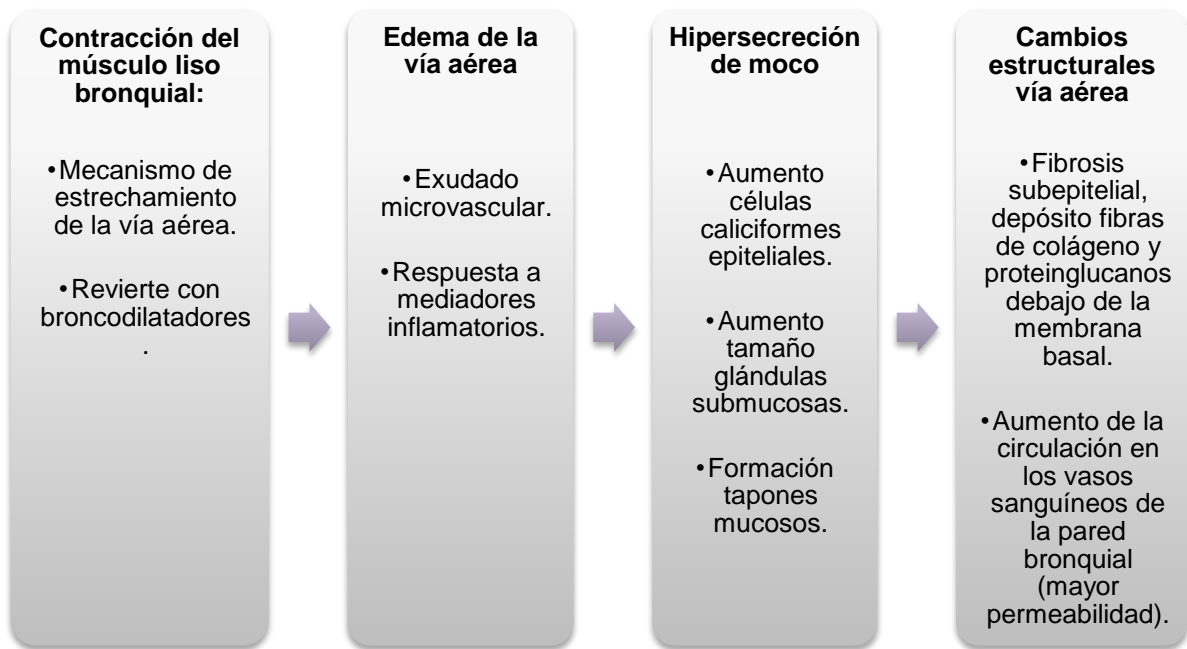 Contracción del
músculo liso
bronquial:
•Mecanismo de
estrechamiento
de la vía aérea.
•Revierte con
broncodilatadores
.
Edema de la
vía aérea
•Exudado
microvascular.
•Respuesta a
mediadores
inflamatorios.
Hipersecreción
de moco
•Aumento
células
caliciformes
epiteliales.
•Aumento
tamaño
glándulas
submucosas.
•Formación
tapones
mucosos.
Cambios
estructurales
vía aérea
•Fibrosis
subepitelial,
depósito fibras
de colágeno y
proteinglucanos
debajo de la
membrana
basal.
•Aumento de la
circulación en
los vasos
sanguíneos de
la pared
bronquial
(mayor
permeabilidad).